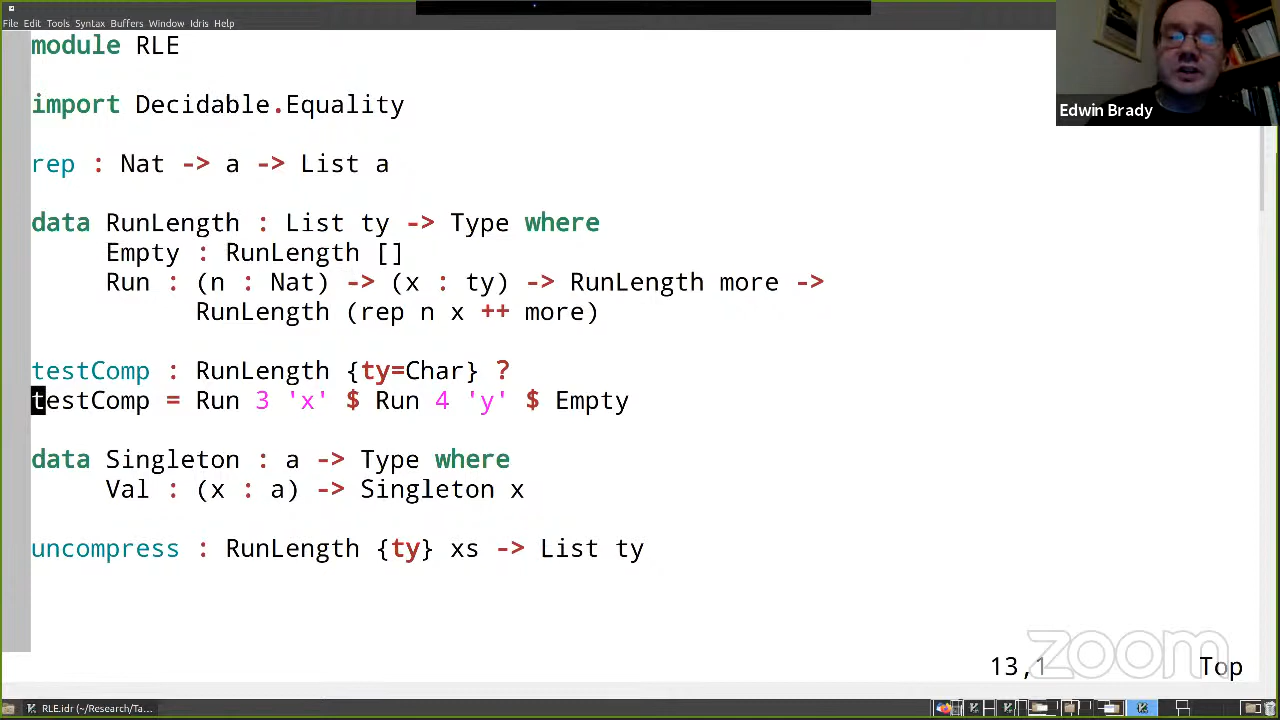 File Edit Tools Syntax Buffers Window Idris Help
module RLE
import Decidable.Equality
Edwin Brady
rep : Nat -> a -> List a
data RunLength : List ty -> Type where
Empty : RunLength []
Run : (n : Nat) -> (x : ty) -> RunLength more ->
RunLength (rep n x ++ more)
testComp : RunLength {ty=Char} ?
testComp = Run 3 'x' $ Run 4 'y' $ Empty
data Singleton : a -> Type where
Val : (x : a) -> Singleton x
uncompress : RunLength {ty} xs -> List ty
zoom
13,1 Top
RLE.idr (~/Research/Ta...